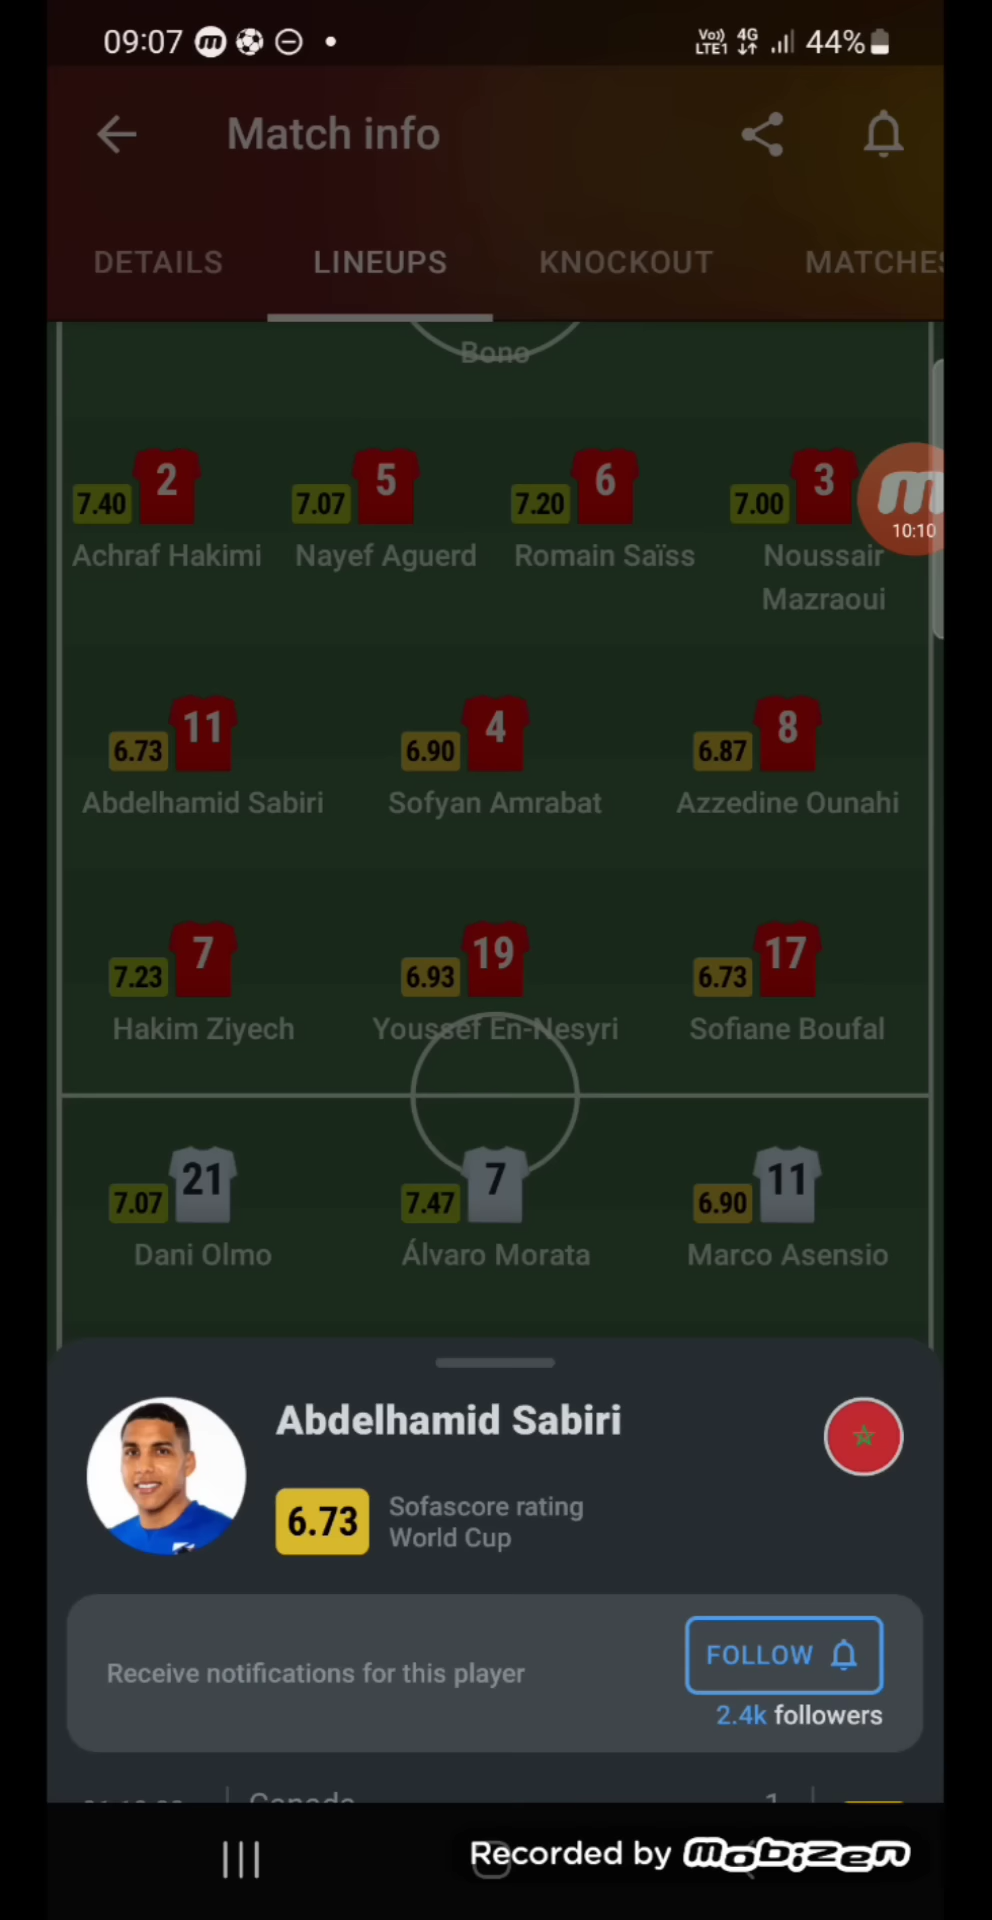 09:07
Vo))
LTE1
4G
44%
Match info
DETAILS
LINEUPS
KNOCKOUT
MATCHES
Bono
2
5
6
3
7.40
7.07
7.20
7.00
10:10
Achraf Hakimi
Nayef Aguerd
Romain Saïss
Noussair
Mazraoui
11
4
8
6.73
6.90
6.87
Abdelhamid Sabiri
Sofyan Amrabat
Azzedine Ounahi
7
19
17
7.23
6.93
6.73
Hakim Ziyech
Youssef En-Nesyri
Sofiane Boufal
21
7
11
7.07
7.47
6.90
Dani Olmo
Álvaro Morata
Marco Asensio
Abdelhamid Sabiri
6.73
Sofascore rating
World Cup
Receive notifications for this player
FOLLOW
2.4k followers
Canada
1
Recorded by mobizen